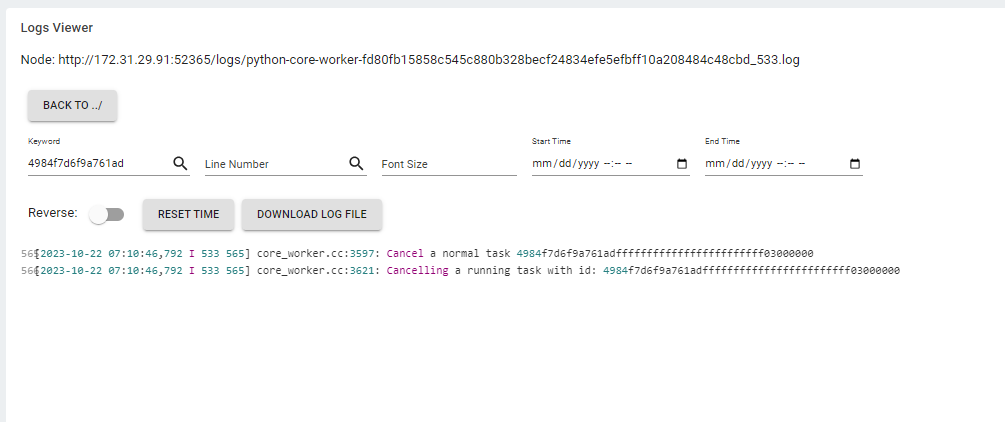 Logs Viewer
Node: http://172.31.29.91:52365/logs/python-core-worker-fd80fb15858c545c880b328becf24834efe5efbff10a208484c48cbd_533.log
BACK TO ../
Keyword
Start Time
End Time
4984f7d6f9a761ad
Line Number
Font Size
mm/dd/yyyy --:-- --
mm/dd/yyyy --:-- --
Reverse:
RESET TIME
DOWNLOAD LOG FILE
[2023-10-22 07:10:46,792 I 533 565] core_worker.cc:3597: Cancel a normal task 4984f7d6f9a761adffffffffffffffffffffffff03000000
[2023-10-22 07:10:46,792 I 533 565] core_worker.cc:3621: Cancelling a running task with id: 4984f7d6f9a761adffffffffffffffffffffffff03000000